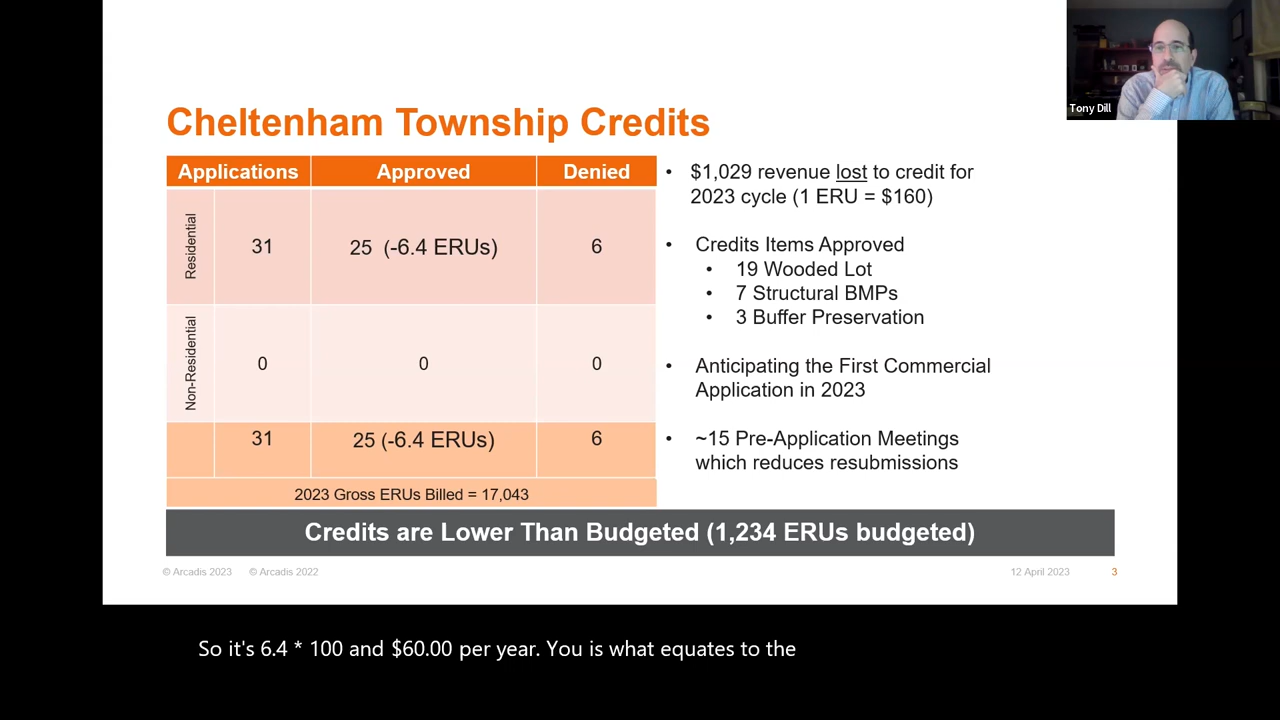 Tony Dill
Cheltenham Township Credits
Applications Approved Denied
Residential 31 25 (-6.4 ERUs) 6
Non-Residential 0 0 0
31 25 (-6.4 ERUs) 6
2023 Gross ERUs Billed = 17,043
• $1,029 revenue lost to credit for
2023 cycle (1 ERU = $160)
• Credits Items Approved
• 19 Wooded Lot
• 7 Structural BMPs
• 3 Buffer Preservation
• Anticipating the First Commercial
Application in 2023
• ~15 Pre-Application Meetings
which reduces resubmissions
Credits are Lower Than Budgeted (1,234 ERUs budgeted)
© Arcadis 2023 © Arcadis 2022 12 April 2023 3
So it's 6.4 * 100 and $60.00 per year. You is what equates to the